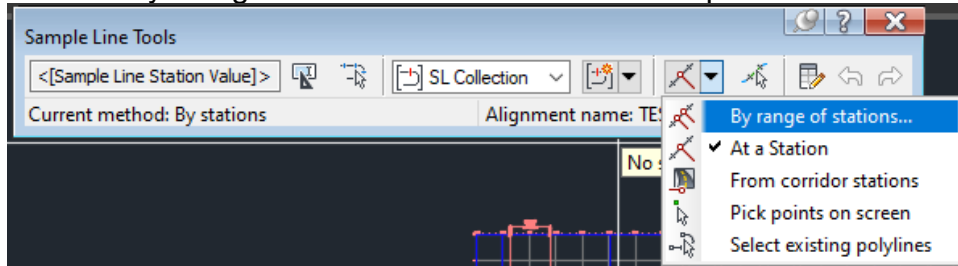 Sample Line Tools
<[Sample Line Station Value]>
SL Collection
Current method: By stations
Alignment name: TE
By range of stations...
No
At a Station
From corridor stations
Pick points on screen
Select existing polylines